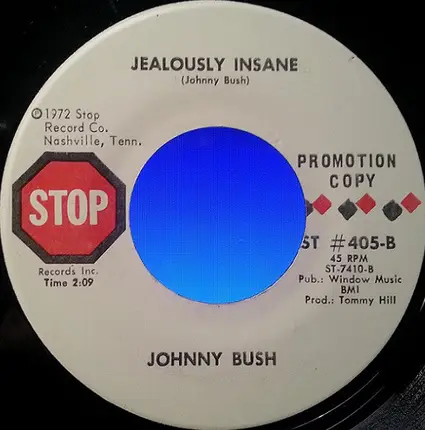 JEALOUSLY INSANE
(Johnny Bush)
℗1972 Stop
Record Co.
Nashville, Tenn.
PROMOTION
COPY
STOP
ST #405-B
45 RPM
ST-7410-B
Pub.: Window Music
BMI
Prod.: Tommy Hill
Records Inc.
Time 2:09
JOHNNY BUSH